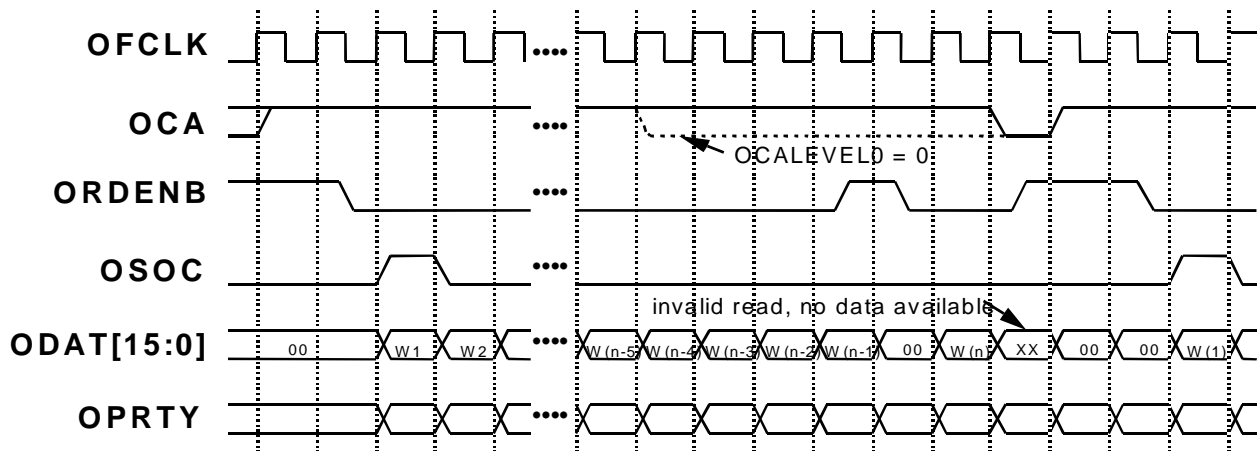 OFCLK
OCA
OCALEVEL0 = 0
ORDENB
OSOC
invalid read, no data available
ODAT[15:0] 00 W1 W2 W(n-5) W(n-4) W(n-3) W(n-2) W(n-1) 00 W(n) XX 00 00 W(1)
OPRTY